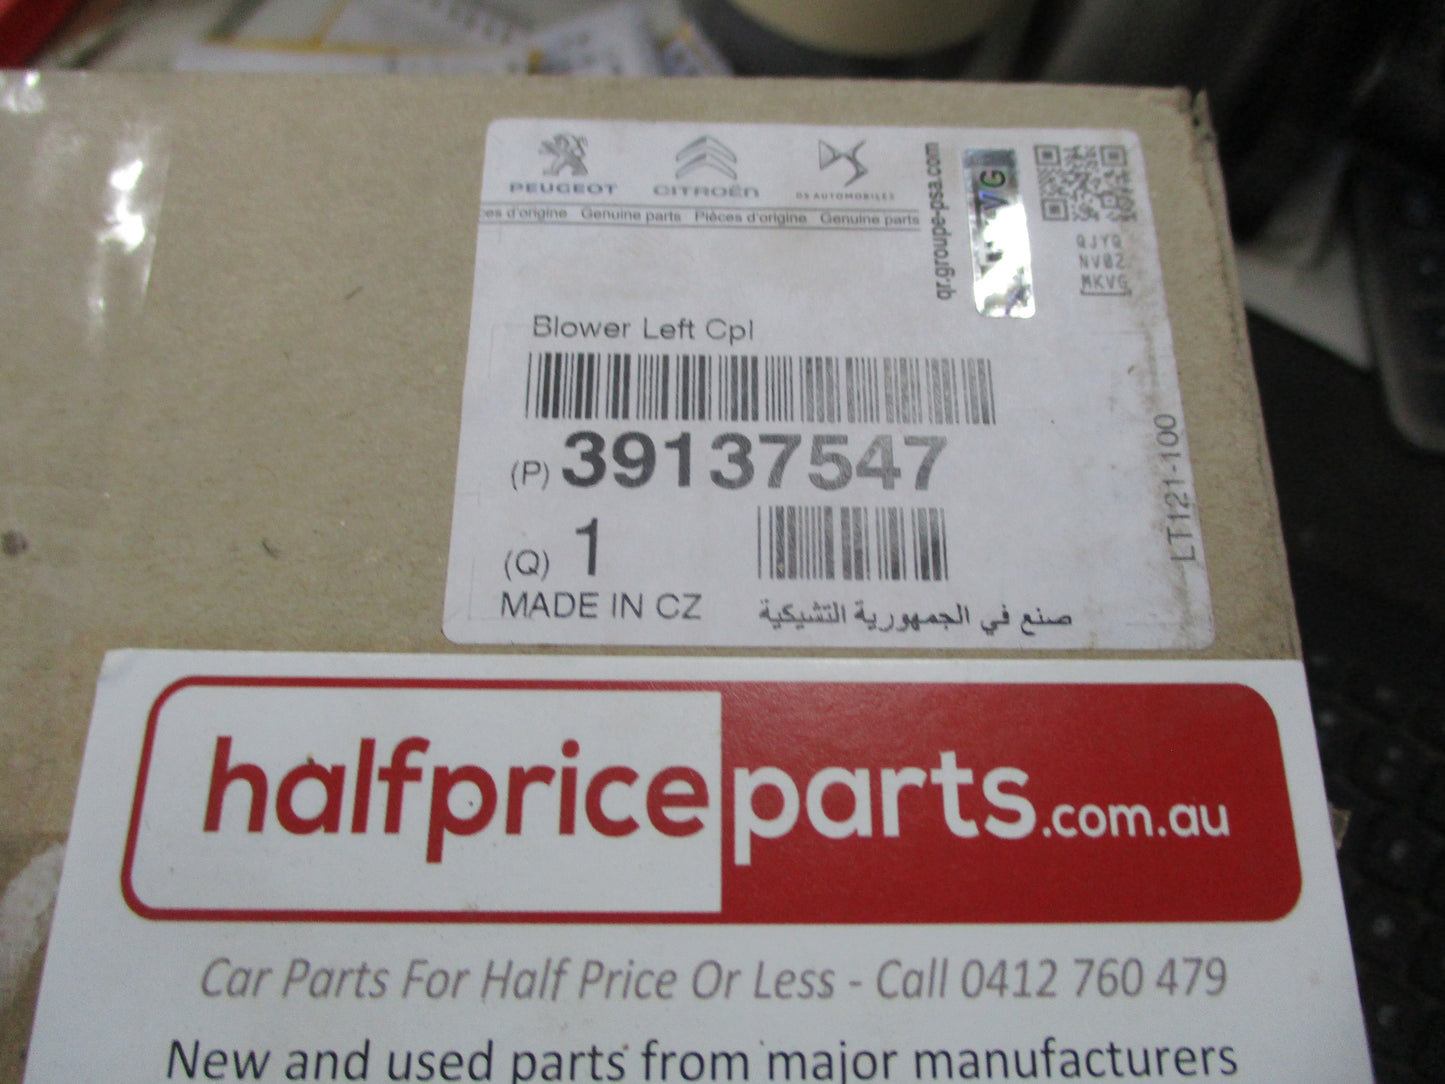 PEUGEOT CITROËN DS AUTOMOBILES
ces d'origine Genuine parts Pièces d'origine Genuine parts
qr.groupe-psa.com
VG
QJYQ
NV02
MKVG
Blower Left Cpl
(P) 39137547
(Q) 1
MADE IN CZ صنع في الجمهورية التشيكية
LT121-100
halfpriceparts.com.au
Car Parts For Half Price Or Less - Call 0412 760 479
New and used parts from major manufacturers